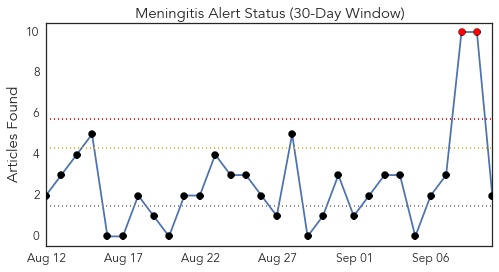 Meningitis Alert Status (30-Day Window)
Articles Found
10
8
6
4
2
0
Aug 12 Aug 17 Aug 22 Aug 27 Sep 01 Sep 06